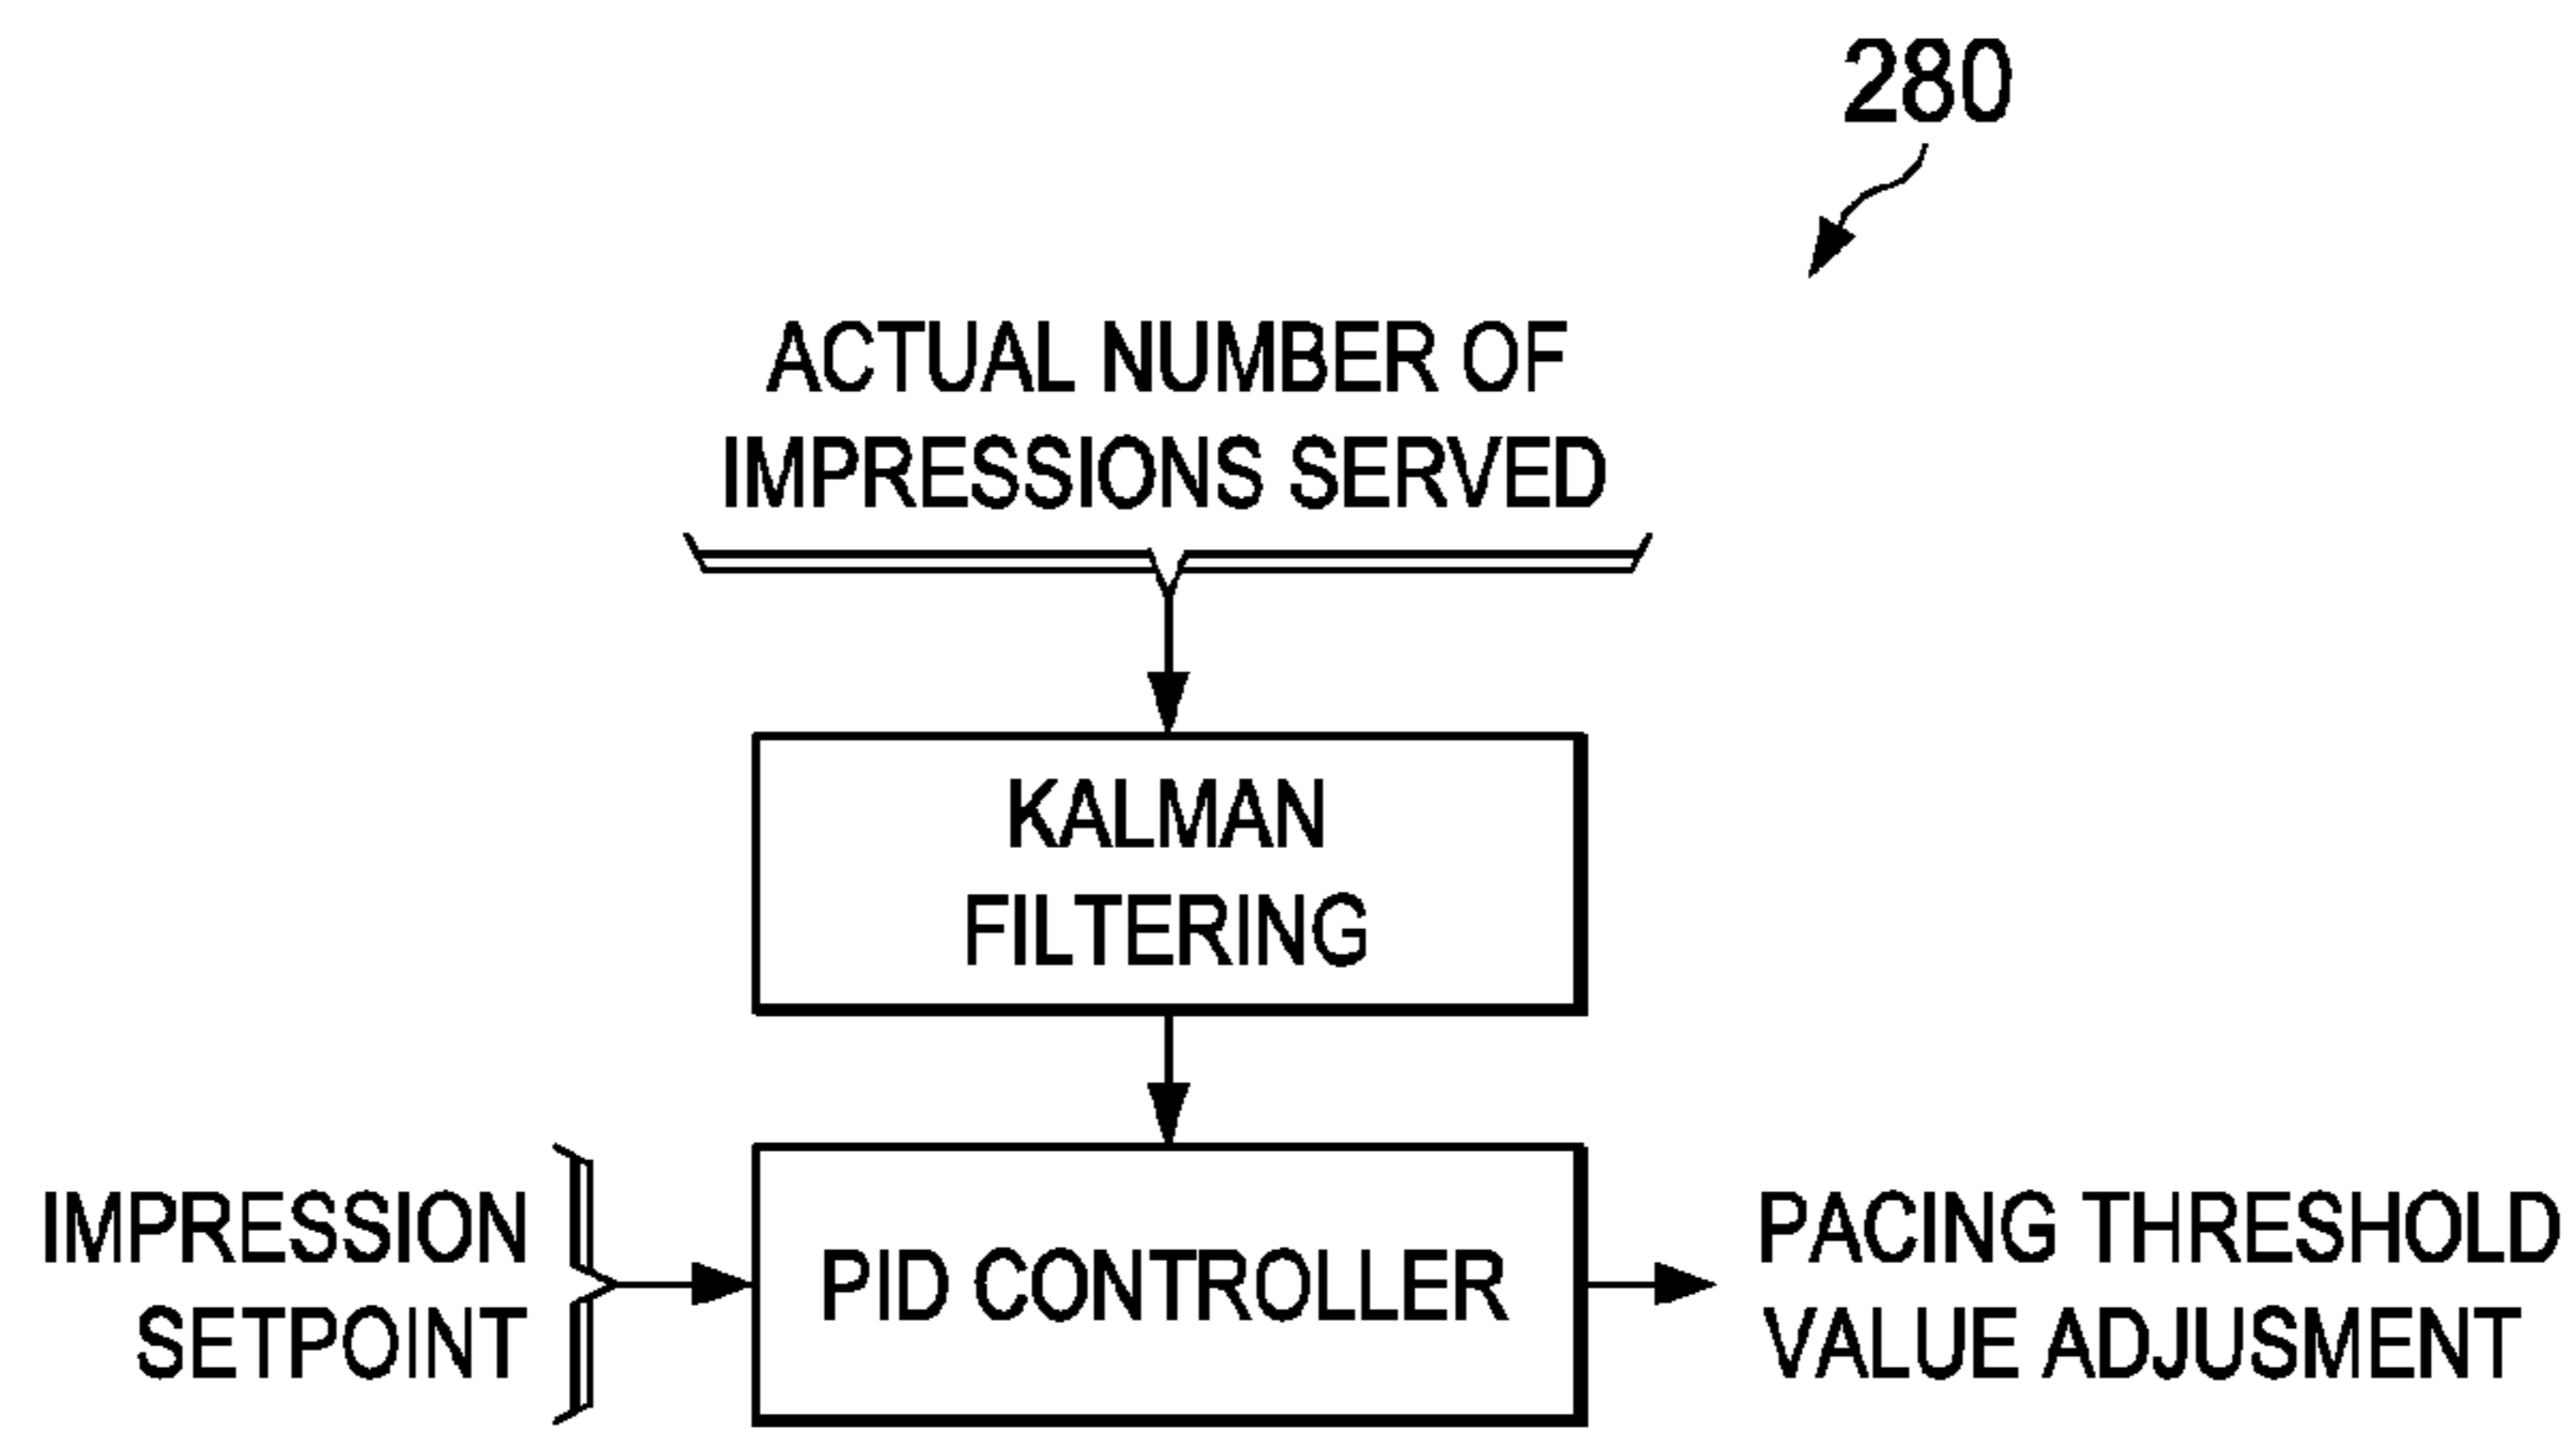 280
ACTUAL NUMBER OF
IMPRESSIONS SERVED
KALMAN
FILTERING
IMPRESSION
SETPOINT
PID CONTROLLER
PACING THRESHOLD
VALUE ADJUSMENT